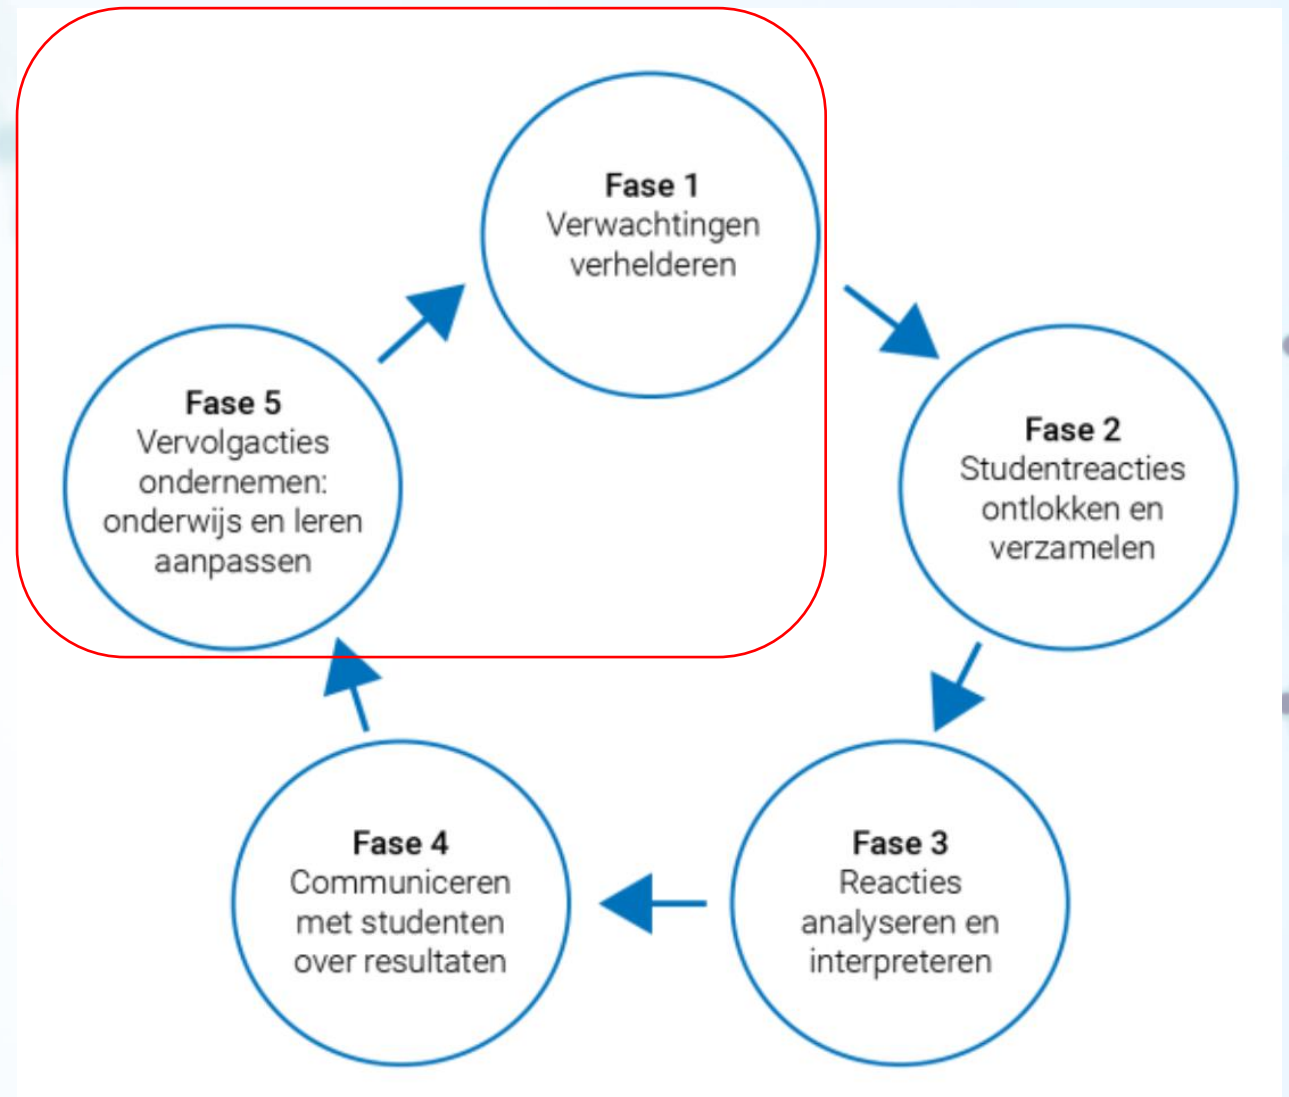 Fase 1
Verwachtingen
verhelderen
Fase 2
Studentreacties
ontlokken en
verzamelen
Fase 3
Reacties
analyseren en
interpreteren
Fase 4
Communiceren
met studenten
over resultaten
Fase 5
Vervolgacties
ondernemen:
onderwijs en leren
aanpassen